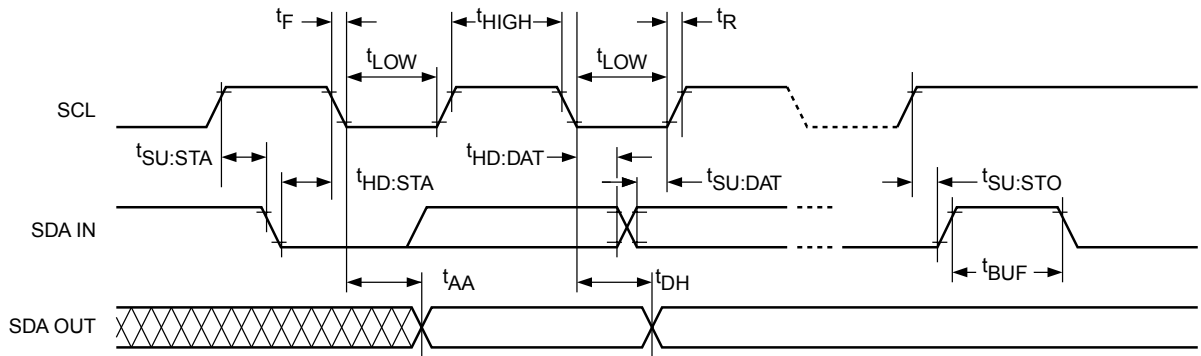 tF
tHIGH
tR
tLOW
tLOW
SCL
tSU:STA
tHD:STA
tHD:DAT
tSU:DAT
tSU:STO
SDA IN
tBUF
tAA
tDH
SDA OUT